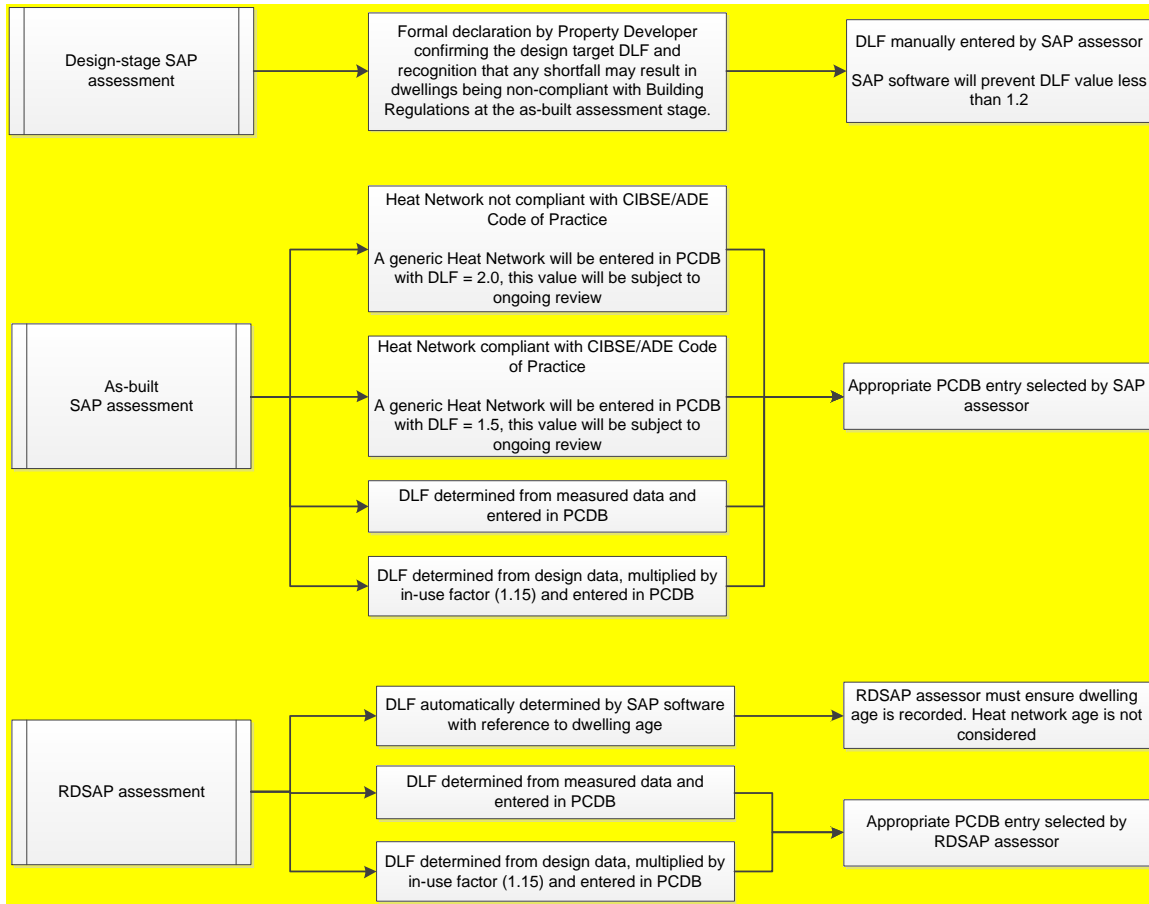 Design-stage SAP
assessment
Formal declaration by Property Developer
confirming the design target DLF and
recognition that any shortfall may result in
dwellings being non-compliant with Building
Regulations at the as-built assessment stage.
DLF manually entered by SAP assessor
SAP software will prevent DLF value less
than 1.2
As-built
SAP assessment
Heat Network not compliant with CIBSE/ADE
Code of Practice
A generic Heat Network will be entered in PCDB
with DLF = 2.0, this value will be subject to
ongoing review
Heat Network compliant with CIBSE/ADE Code
of Practice
A generic Heat Network will be entered in PCDB
with DLF = 1.5, this value will be subject to
ongoing review
DLF determined from measured data and
entered in PCDB
DLF determined from design data, multiplied by
in-use factor (1.15) and entered in PCDB
Appropriate PCDB entry selected by SAP
assessor
RDSAP assessment
DLF automatically determined by SAP software
with reference to dwelling age
RDSAP assessor must ensure dwelling
age is recorded. Heat network age is not
considered
DLF determined from measured data and
entered in PCDB
DLF determined from design data, multiplied by
in-use factor (1.15) and entered in PCDB
Appropriate PCDB entry selected by
RDSAP assessor